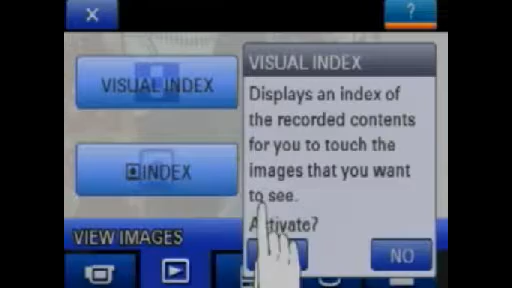 X
?
VISUAL INDEX
INDEX
VISUAL INDEX
Displays an index of
the recorded contents
for you to touch the
images that you want
to see.
Activate?
NO
VIEW IMAGES